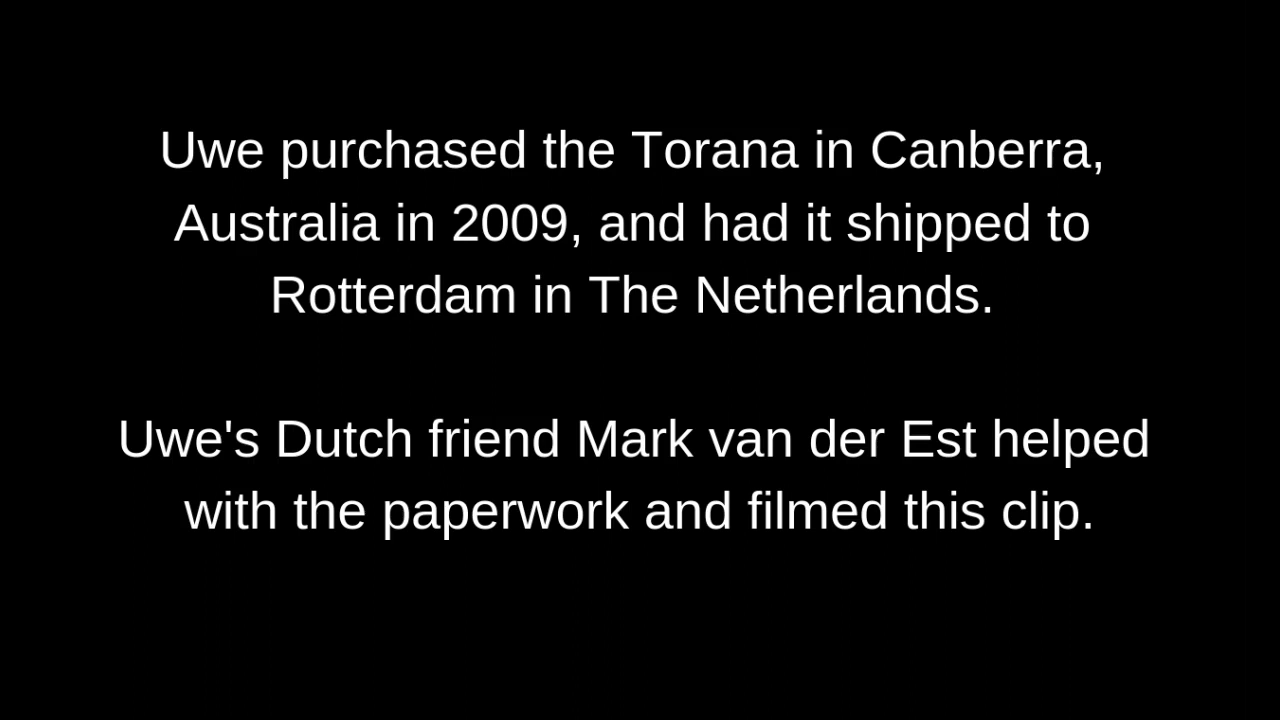 Uwe purchased the Torana in Canberra,
Australia in 2009, and had it shipped to
Rotterdam in The Netherlands.
Uwe's Dutch friend Mark van der Est helped
with the paperwork and filmed this clip.